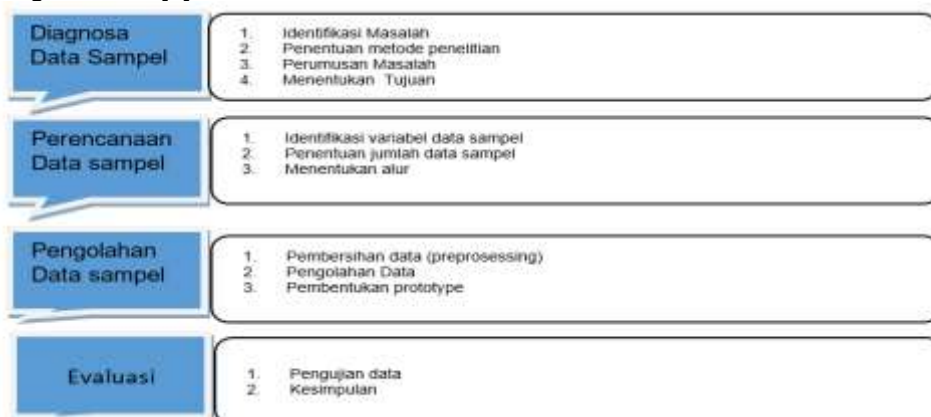 Diagnosa
Data Sampel
1. Identifikasi Masalah
2. Penentuan metode penelitian
3. Perumusan Masalah
4. Menentukan Tujuan
Perencanaan
Data sampel
1. Identifikasi variabel data sampel
2. Penentuan jumlah data sampel
3. Menentukan alur
Pengolahan
Data sampel
1. Pembersihan data (preprosessing)
2. Pengolahan Data
3. Pembentukan prototype
Evaluasi
1. Pengujian data
2. Kesimpulan